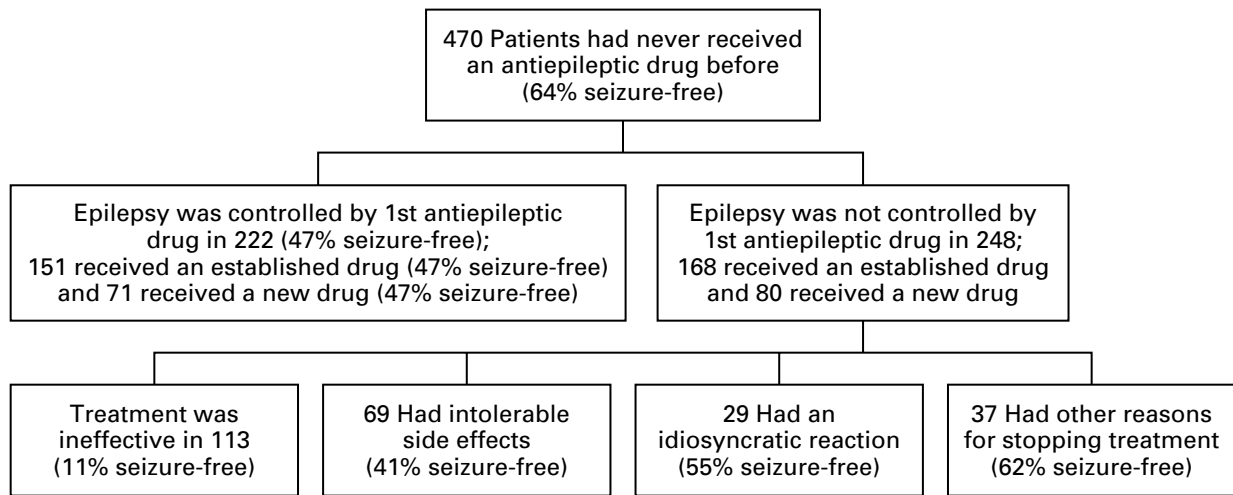 470 Patients had never received
an antiepileptic drug before
(64% seizure-free)
Epilepsy was controlled by 1st antiepileptic
drug in 222 (47% seizure-free);
151 received an established drug (47% seizure-free)
and 71 received a new drug (47% seizure-free)
Epilepsy was not controlled by
1st antiepileptic drug in 248;
168 received an established drug
and 80 received a new drug
Treatment was
ineffective in 113
(11% seizure-free)
69 Had intolerable
side effects
(41% seizure-free)
29 Had an
idiosyncratic reaction
(55% seizure-free)
37 Had other reasons
for stopping treatment
(62% seizure-free)